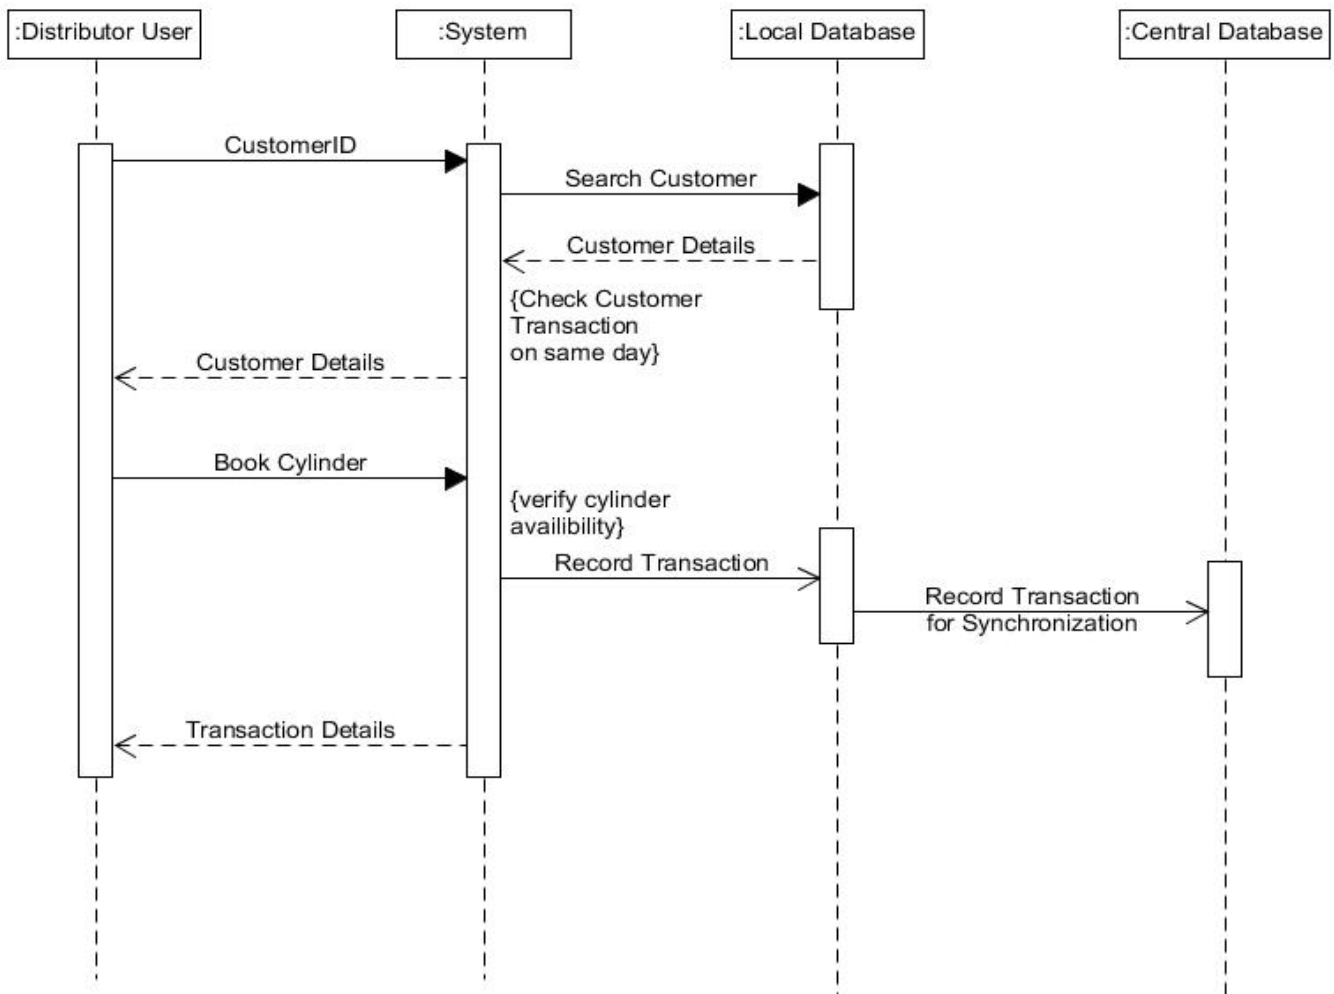 :Distributor User
:System
:Local Database
:Central Database
CustomerID
Search Customer
Customer Details
{Check Customer
Transaction
on same day}
Customer Details
Book Cylinder
{verify cylinder
availibility}
Record Transaction
Record Transaction
for Synchronization
Transaction Details